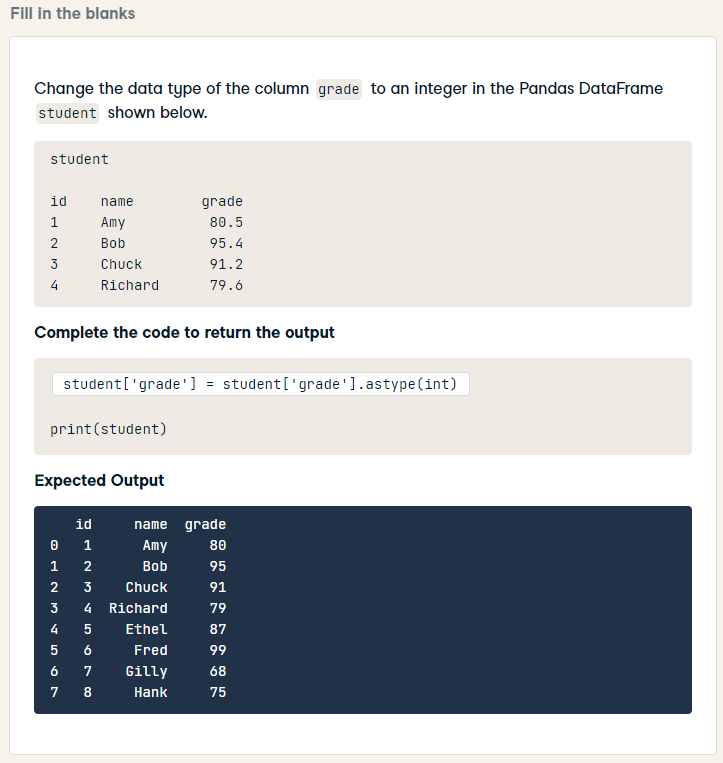 Fill in the blanks
Change the data type of the column grade to an integer in the Pandas DataFrame
student shown below.
student
id name grade
1 Amy 80.5
2 Bob 95.4
3 Chuck 91.2
4 Richard 79.6
Complete the code to return the output
student['grade'] = student['grade'].astype(int)
print(student)
Expected Output
id name grade
0 1 Amy 80
1 2 Bob 95
2 3 Chuck 91
3 4 Richard 79
4 5 Ethel 87
5 6 Fred 99
6 7 Gilly 68
7 8 Hank 75